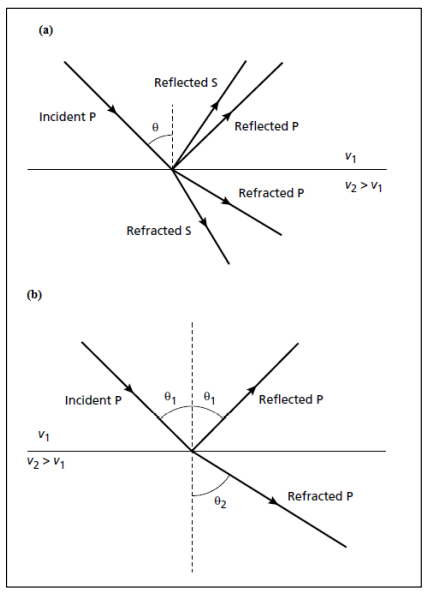 (a)
Reflected S
Incident P
θ
Reflected P
v₁
v₂ > v₁
Refracted P
Refracted S
(b)
Incident P
θ₁
θ₁
Reflected P
v₁
v₂ > v₁
Refracted P
θ₂